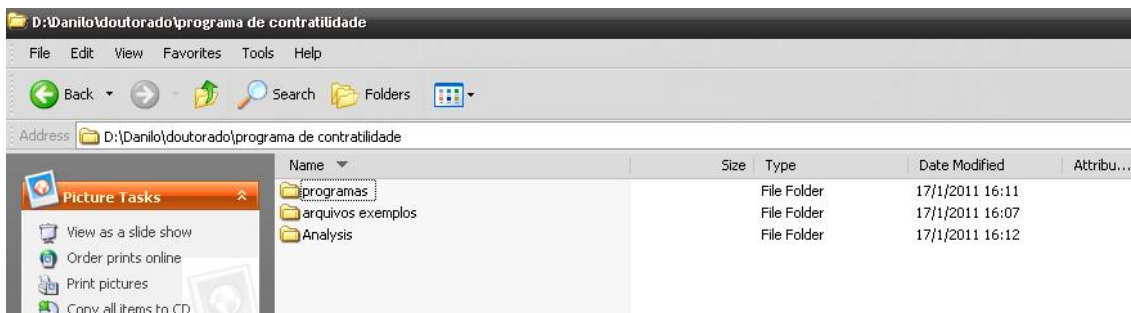 D:\Danilo\doutorado\programa de contratilidade
File Edit View Favorites Tools Help
Back Search Folders
Address D:\Danilo\doutorado\programa de contratilidade
Name Size Type Date Modified Attribu...
programas File Folder 17/1/2011 16:11
arquivos exemplos File Folder 17/1/2011 16:07
Analysis File Folder 17/1/2011 16:12
Picture Tasks
View as a slide show
Order prints online
Print pictures
Copy all items to CD